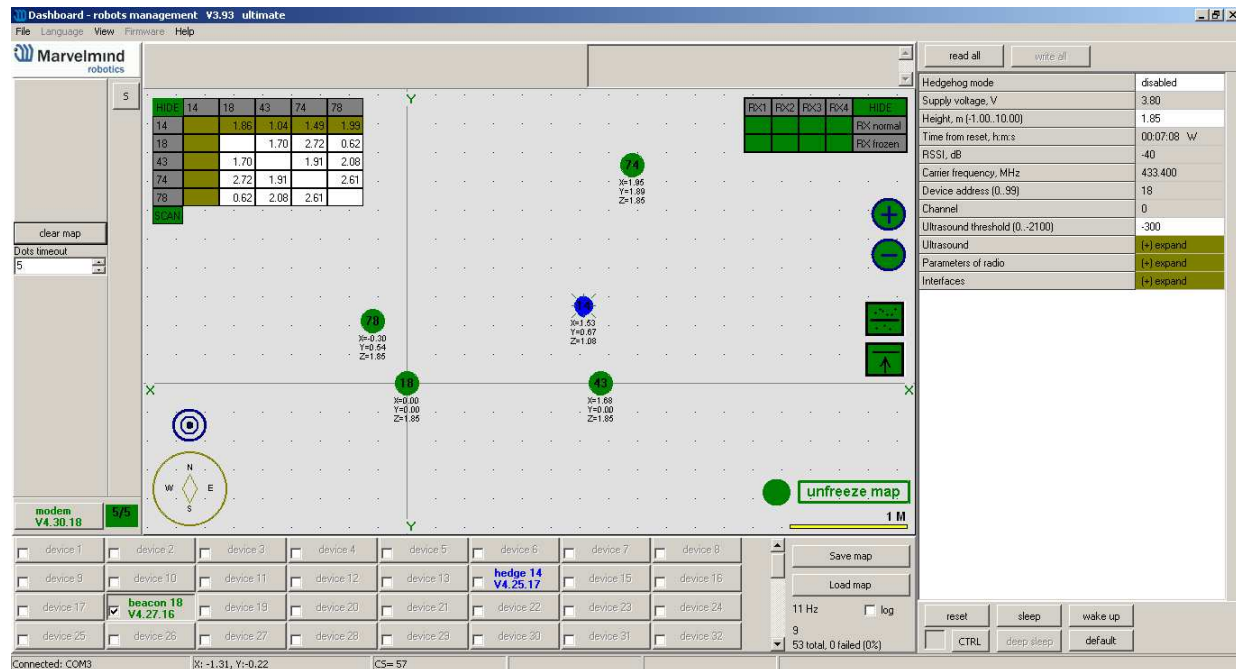 Dashboard - robots management V3.93 ultimate
File Language View Firmware Help
Marvelmind
robotics
5
clear map
Dots timeout
5
modem
V4.30.18
5/5
HIDE 14 18 43 74 78
14 1.86 1.04 1.49 1.99
18 1.70 2.72 0.62
43 1.70 1.91 2.08
74 2.72 1.91 2.61
78 0.62 2.08 2.61
SCAN
Y
RX1 RX2 RX3 RX4 HIDE
RX normal
RX frozen
74
X=1.95
Y=1.89
Z=1.85
14
X=1.53
Y=0.67
Z=1.08
78
X=-0.30
Y=0.54
Z=1.85
18
X=0.00
Y=0.00
Z=1.85
43
X=1.68
Y=0.00
Z=1.85
X
X
N
W E
S
Y
unfreeze map
1 M
read all write all
Hedgehog mode disabled
Supply voltage, V 3.80
Height, m (-1.00..10.00) 1.85
Time from reset, h:m:s 00:07:08 W
RSSI, dB -40
Carrier frequency, MHz 433.400
Device address (0..99) 18
Channel 0
Ultrasound threshold (0..-2100) -300
Ultrasound (+) expand
Parameters of radio (+) expand
Interfaces (+) expand
device 1 device 2 device 3 device 4 device 5 device 6 device 7 device 8
device 9 device 10 device 11 device 12 device 13 hedge 14 V4.25.17 device 15 device 16
device 17 beacon 18 V4.27.16 device 19 device 20 device 21 device 22 device 23 device 24
device 25 device 26 device 27 device 28 device 29 device 30 device 31 device 32
Save map
Load map
11 Hz log
9
53 total, 0 failed (0%)
reset sleep wake up
CTRL deep sleep default
Connected: COM3 X: -1.31, Y:-0.22 CS= 57